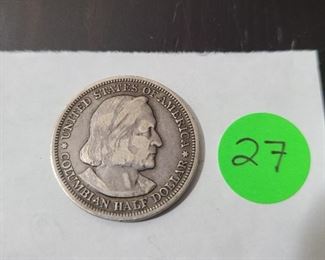 UNITED STATES OF AMERICA
COLUMBIAN HALF DOLLAR
27